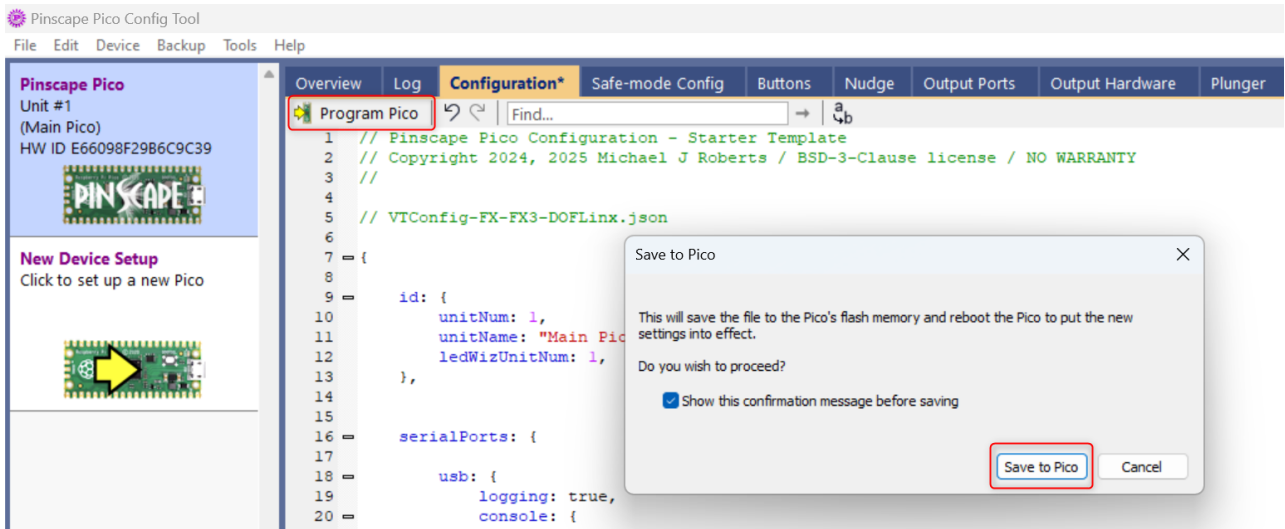 Pinscape Pico Config Tool
File Edit Device Backup Tools Help
Pinscape Pico
Unit #1
(Main Pico)
HW ID E66098F29B6C9C39
PINSCAPE
New Device Setup
Click to set up a new Pico
Overview Log Configuration* Safe-mode Config Buttons Nudge Output Ports Output Hardware Plunger
Program Pico Find... a b
1 // Pinscape Pico Configuration - Starter Template
2 // Copyright 2024, 2025 Michael J Roberts / BSD-3-Clause license / NO WARRANTY
3 //
4
5 // VTConfig-FX-FX3-DOFLinx.json
6
7 {
8
9 id: {
10 unitNum: 1,
11 unitName: "Main Pic
12 ledWizUnitNum: 1,
13 },
14
15
16 serialPorts: {
17
18 usb: {
19 logging: true,
20 console: {
Save to Pico
This will save the file to the Pico's flash memory and reboot the Pico to put the new
settings into effect.
Do you wish to proceed?
Show this confirmation message before saving
Save to Pico Cancel